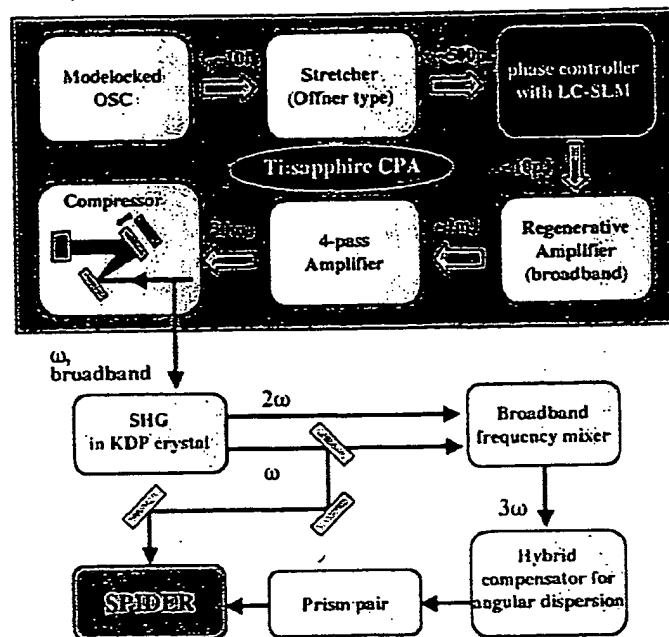 Modelocked
OSC
Stretcher
(Offner type)
phase controller
with LC-SLM
Ti:sapphire CPA
Compressor
4-pass
Amplifier
Regenerative
Amplifier
(broadband)
ω,
broadband
SHG
in KDP crystal
2ω
ω
Broadband
frequency mixer
3ω
Hybrid
compensator for
angular dispersion
Prism pair
SPIDER